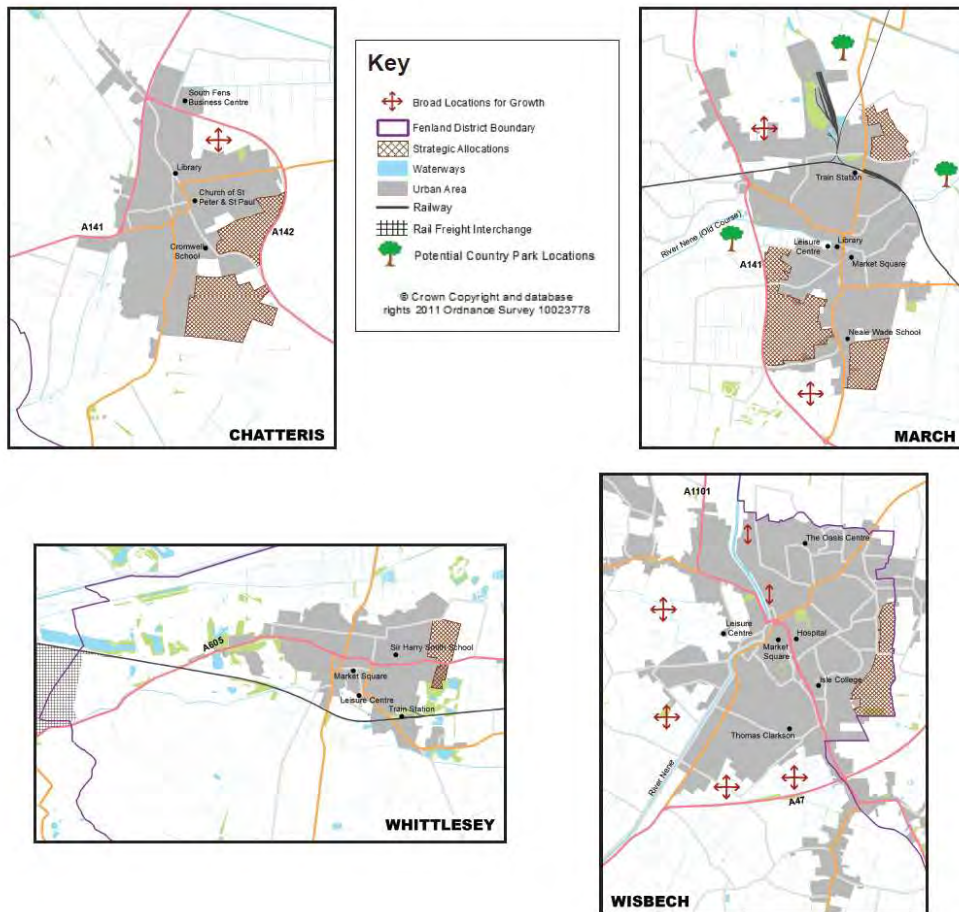 South Fens
Business Centre
Library
Church of St
Peter & St Paul
A141
A142
Cromwell
School
CHATTERIS
Key
Broad Locations for Growth
Fenland District Boundary
Strategic Allocations
Waterways
Urban Area
Railway
Rail Freight Interchange
Potential Country Park Locations
© Crown Copyright and database
rights 2011 Ordnance Survey 10023778
Train Station
River Nene (Old Course)
Leisure
Centre
Library
A141
Market Square
Neale Wade School
MARCH
A605
Sir Harry Smith School
Market Square
Leisure Centre
Train Station
WHITTLESEY
A1101
The Oasis Centre
Leisure
Centre
Market
Square
Hospital
Isle College
Thomas Clarkson
River Nene
A47
WISBECH